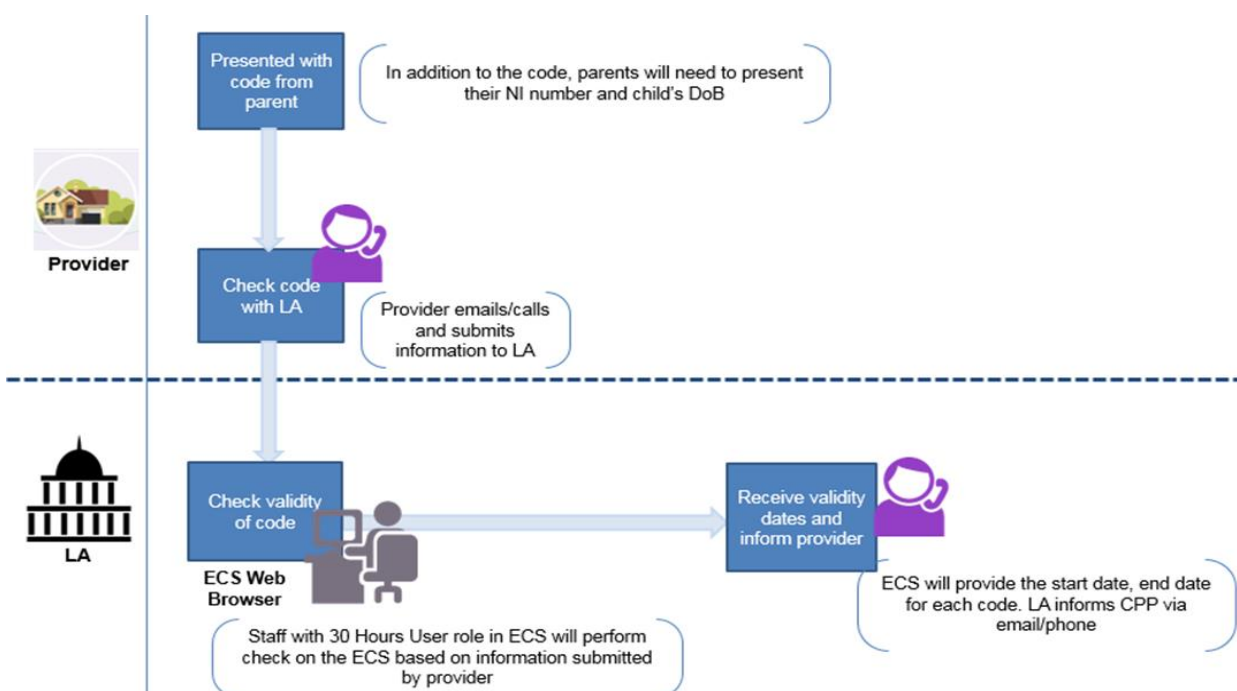 Presented with
code from
parent
In addition to the code, parents will need to present
their NI number and child's DoB
Provider
Check code
with LA
Provider emails/calls
and submits
information to LA
LA
Check validity
of code
ECS Web
Browser
Staff with 30 Hours User role in ECS will perform
check on the ECS based on information submitted
by provider
Receive validity
dates and
inform provider
ECS will provide the start date, end date
for each code. LA informs CPP via
email/phone